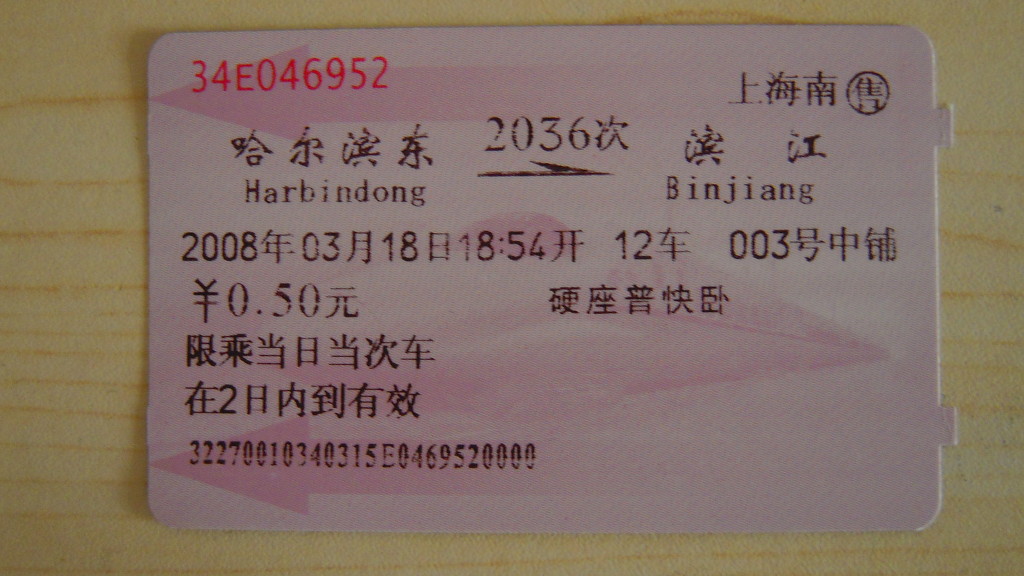 34E046952 上海南 售
哈尔滨东 2036次 滨江
Harbindong Binjiang
2008年03月18日18:54开 12车 003号中铺
¥0.50元 硬座普快卧
限乘当日当次车
在2日内到有效
32270010340315E0469520000